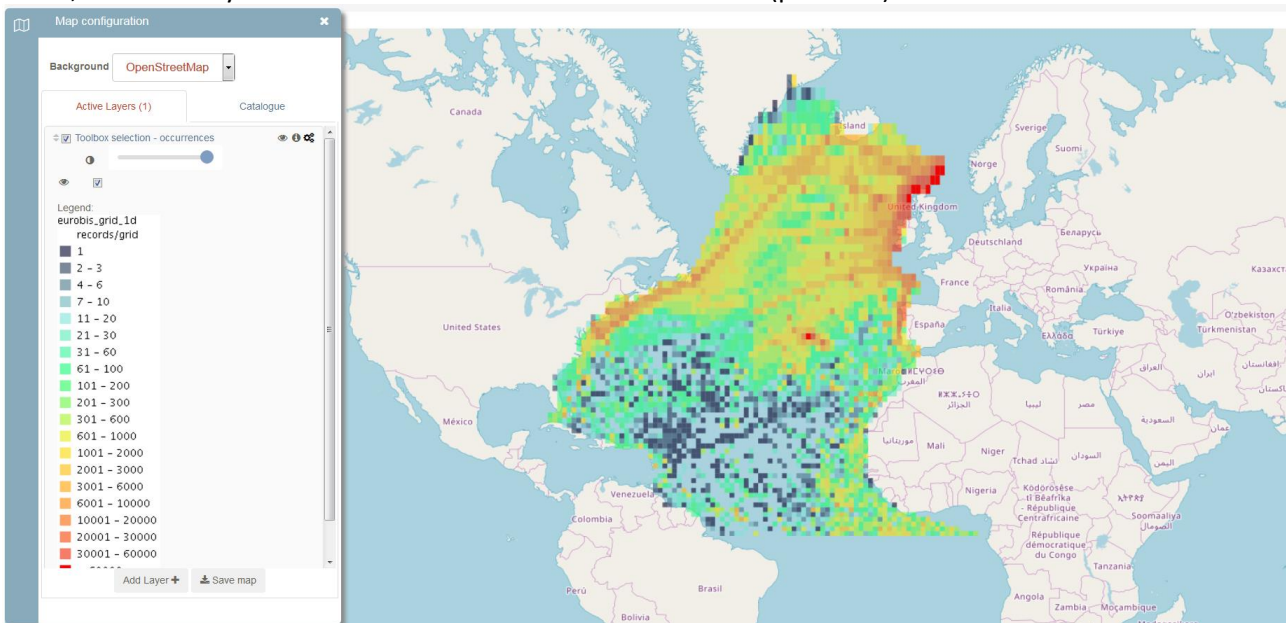 Map configuration
Background OpenStreetMap
Active Layers (1) Catalogue
Toolbox selection - occurrences
Legend:
eurobis_grid_1d
records/grid
1
2 - 3
4 - 6
7 - 10
11 - 20
21 - 30
31 - 60
61 - 100
101 - 200
201 - 300
301 - 600
601 - 1000
1001 - 2000
2001 - 3000
3001 - 6000
6001 - 10000
10001 - 20000
20001 - 30000
30001 - 60000
Add Layer + Save map
Canada
Sverige
Suomi
Norge
United Kingdom
Беларусь
Deutschland
Україна
France
România
Italia
O'zbekiston
United States
España
Ελλάδα
Türkiye
Türkmenistan
العراق
ایران
المغرب
الجزائر
ليبيا
مصر
السعودية
México
عمان
موريتانيا
Mali
Niger
Tchad تشاد
السودان
اليمن
Venezuela
Nigeria
Ködörösêse
tî Bêafrîka
- République
Centrafricaine
Soomaaliya
الصومال
Colombia
République
démocratique
du Congo
Tanzania
Perú
Brasil
Angola
Zambia
Moçambique
Bolivia